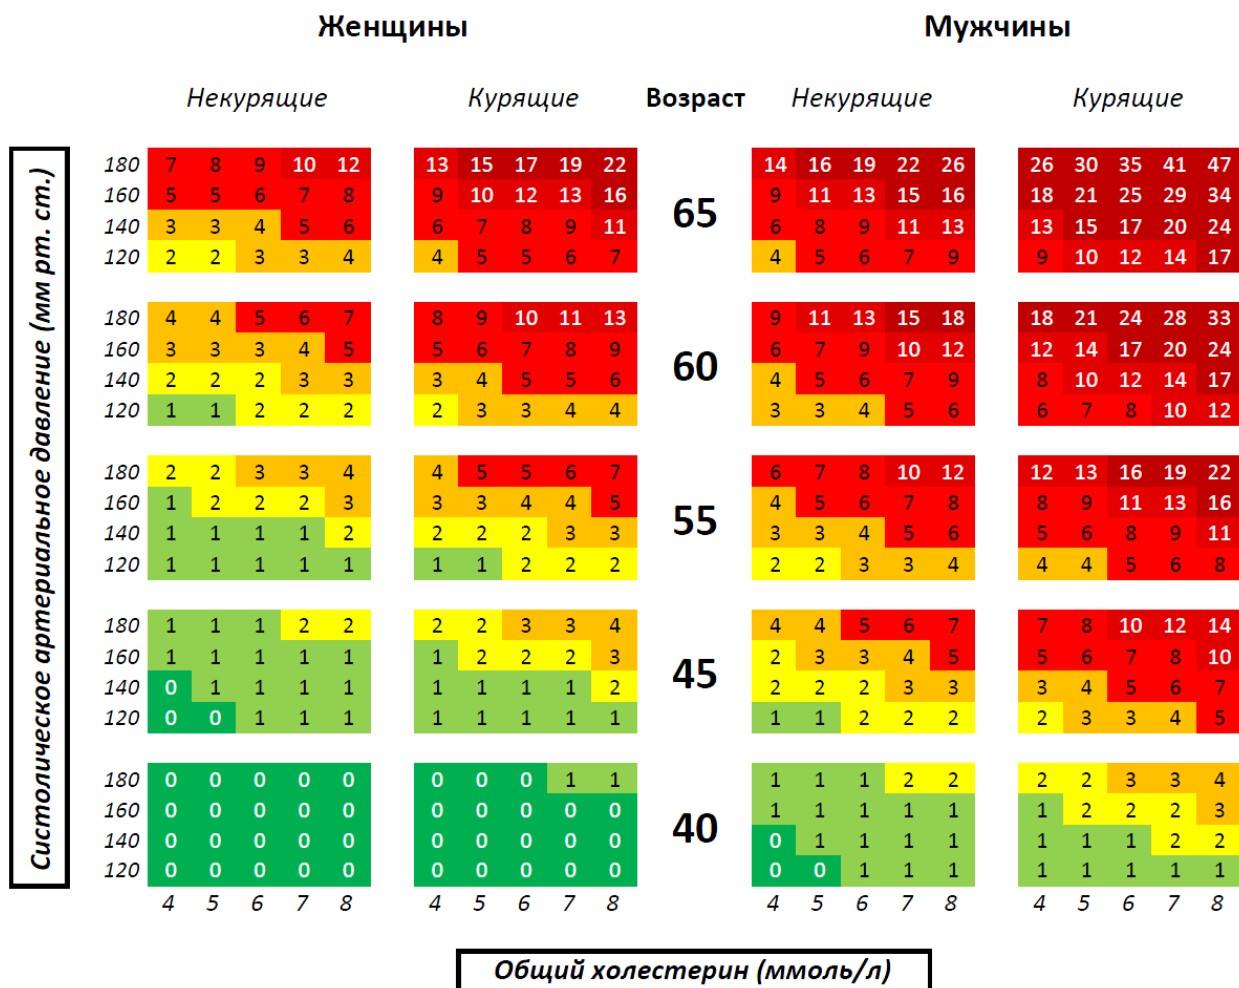 Женщины Мужчины
Некурящие Курящие Возраст Некурящие Курящие
Систолическое артериальное давление (мм рт. ст.)
180 7 8 9 10 12 13 15 17 19 22 14 16 19 22 26 26 30 35 41 47
160 5 5 6 7 8 9 10 12 13 16 9 11 13 15 16 18 21 25 29 34
65
140 3 3 4 5 6 6 7 8 9 11 6 8 9 11 13 13 15 17 20 24
120 2 2 3 3 4 4 5 5 6 7 4 5 6 7 9 9 10 12 14 17
180 4 4 5 6 7 8 9 10 11 13 9 11 13 15 18 18 21 24 28 33
160 3 3 3 4 5 5 6 7 8 9 6 7 9 10 12 12 14 17 20 24
60
140 2 2 2 3 3 3 4 5 5 6 4 5 6 7 9 8 10 12 14 17
120 1 1 2 2 2 2 3 3 4 4 3 3 4 5 6 6 7 8 10 12
180 2 2 3 3 4 4 5 5 6 7 6 7 8 10 12 12 13 16 19 22
160 1 2 2 2 3 3 3 4 4 5 4 5 6 7 8 8 9 11 13 16
55
140 1 1 1 1 2 2 2 2 3 3 3 3 4 5 6 5 6 8 9 11
120 1 1 1 1 1 1 1 2 2 2 2 2 3 3 4 4 4 5 6 8
180 1 1 1 2 2 2 2 3 3 4 4 4 5 6 7 7 8 10 12 14
160 1 1 1 1 1 1 2 2 2 3 2 3 3 4 5 5 6 7 8 10
45
140 0 1 1 1 1 1 1 1 1 2 2 2 2 3 3 3 4 5 6 7
120 0 0 1 1 1 1 1 1 1 1 1 1 2 2 2 2 3 3 4 5
180 0 0 0 0 0 0 0 0 1 1 1 1 1 2 2 2 2 3 3 4
160 0 0 0 0 0 0 0 0 0 0 1 1 1 1 1 1 2 2 2 3
40
140 0 0 0 0 0 0 0 0 0 0 0 1 1 1 1 1 1 1 2 2
120 0 0 0 0 0 0 0 0 0 0 0 0 1 1 1 1 1 1 1 1
4 5 6 7 8 4 5 6 7 8 4 5 6 7 8 4 5 6 7 8
Общий холестерин (ммоль/л)